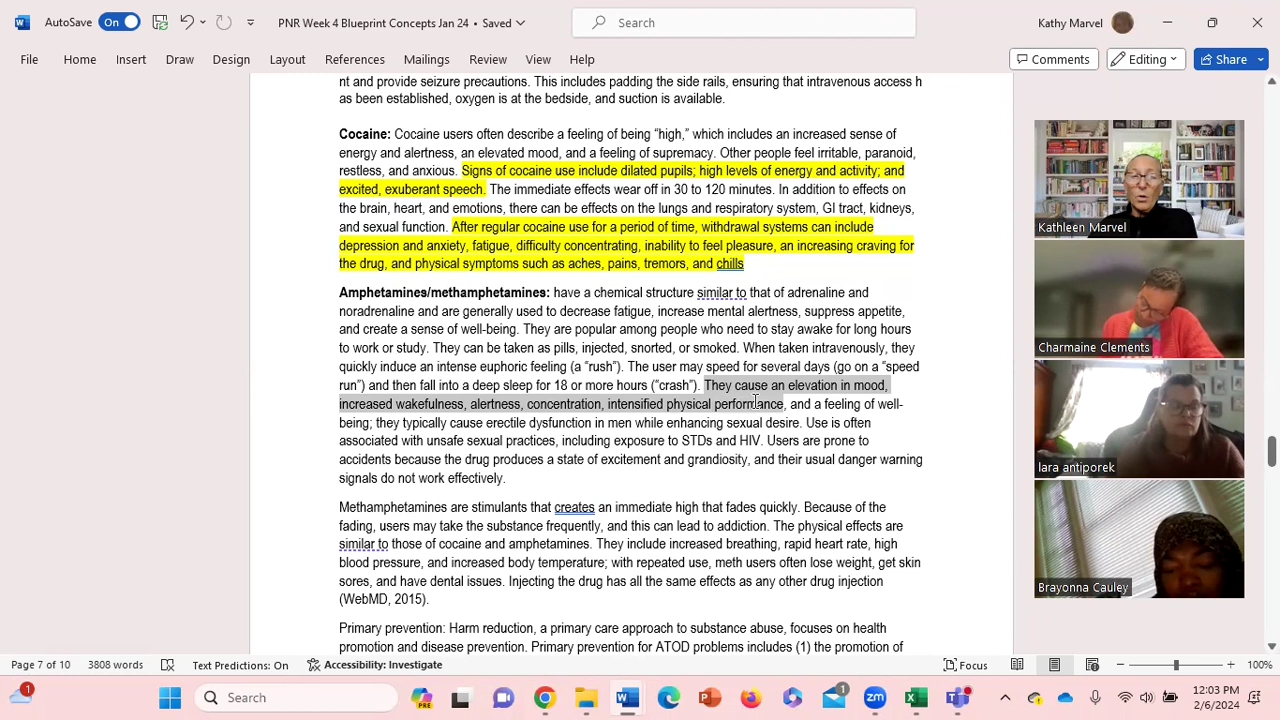 AutoSave On PNR Week 4 Blueprint Concepts Jan 24 • Saved Search Kathy Marvel
File Home Insert Draw Design Layout References Mailings Review View Help Comments Editing Share
nt and provide seizure precautions. This includes padding the side rails, ensuring that intravenous access h
as been established, oxygen is at the bedside, and suction is available.
Cocaine: Cocaine users often describe a feeling of being “high,” which includes an increased sense of
energy and alertness, an elevated mood, and a feeling of supremacy. Other people feel irritable, paranoid,
restless, and anxious. Signs of cocaine use include dilated pupils; high levels of energy and activity; and
excited, exuberant speech. The immediate effects wear off in 30 to 120 minutes. In addition to effects on
the brain, heart, and emotions, there can be effects on the lungs and respiratory system, GI tract, kidneys,
and sexual function. After regular cocaine use for a period of time, withdrawal systems can include
depression and anxiety, fatigue, difficulty concentrating, inability to feel pleasure, an increasing craving for
the drug, and physical symptoms such as aches, pains, tremors, and chills
Amphetamines/methamphetamines: have a chemical structure similar to that of adrenaline and
noradrenaline and are generally used to decrease fatigue, increase mental alertness, suppress appetite,
and create a sense of well-being. They are popular among people who need to stay awake for long hours
to work or study. They can be taken as pills, injected, snorted, or smoked. When taken intravenously, they
quickly induce an intense euphoric feeling (a “rush”). The user may speed for several days (go on a “speed
run”) and then fall into a deep sleep for 18 or more hours (“crash”). They cause an elevation in mood,
increased wakefulness, alertness, concentration, intensified physical performance, and a feeling of well-
being; they typically cause erectile dysfunction in men while enhancing sexual desire. Use is often
associated with unsafe sexual practices, including exposure to STDs and HIV. Users are prone to
accidents because the drug produces a state of excitement and grandiosity, and their usual danger warning
signals do not work effectively.
Methamphetamines are stimulants that creates an immediate high that fades quickly. Because of the
fading, users may take the substance frequently, and this can lead to addiction. The physical effects are
similar to those of cocaine and amphetamines. They include increased breathing, rapid heart rate, high
blood pressure, and increased body temperature; with repeated use, meth users often lose weight, get skin
sores, and have dental issues. Injecting the drug has all the same effects as any other drug injection
(WebMD, 2015).
Primary prevention: Harm reduction, a primary care approach to substance abuse, focuses on health
promotion and disease prevention. Primary prevention for ATOD problems includes (1) the promotion of
Kathleen Marvel
Charmaine Clements
lara antiporek
Brayonna Cauley
Page 7 of 10 3808 words Text Predictions: On Accessibility: Investigate Focus 100%
1 Search PRE zm 1 12:03 PM
2/6/2024